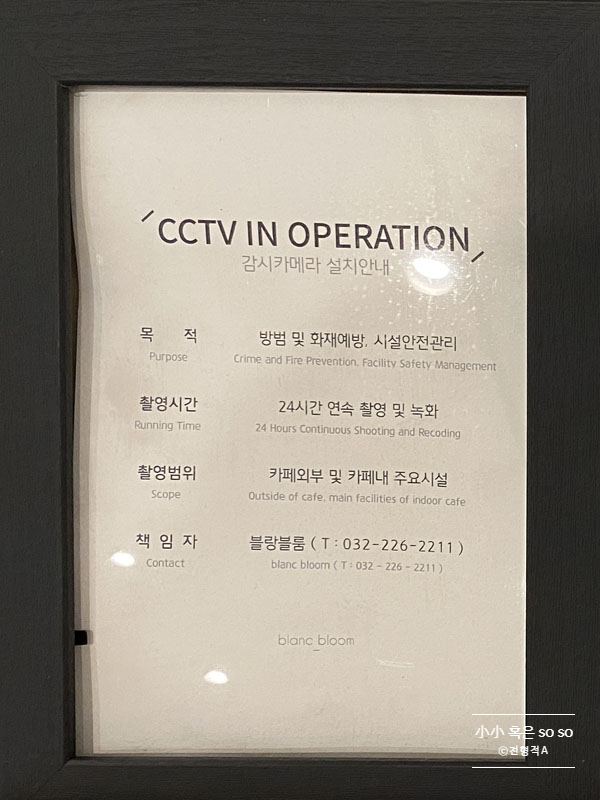 CCTV IN OPERATION
감시카메라 설치안내
목 적 방범 및 화재예방, 시설안전관리
Purpose Crime and Fire Prevention, Facility Safety Management
촬영시간 24시간 연속 촬영 및 녹화
Running Time 24 Hours Continuous Shooting and Recoding
촬영범위 카페외부 및 카페내 주요시설
Scope Outside of cafe, main facilities of indoor cafe
책 임 자 블랑블룸 ( T : 032-226-2211 )
Contact blanc bloom ( T : 032 - 226 - 2211 )
blanc_bloom
小小 혹은 so so
©전형적A